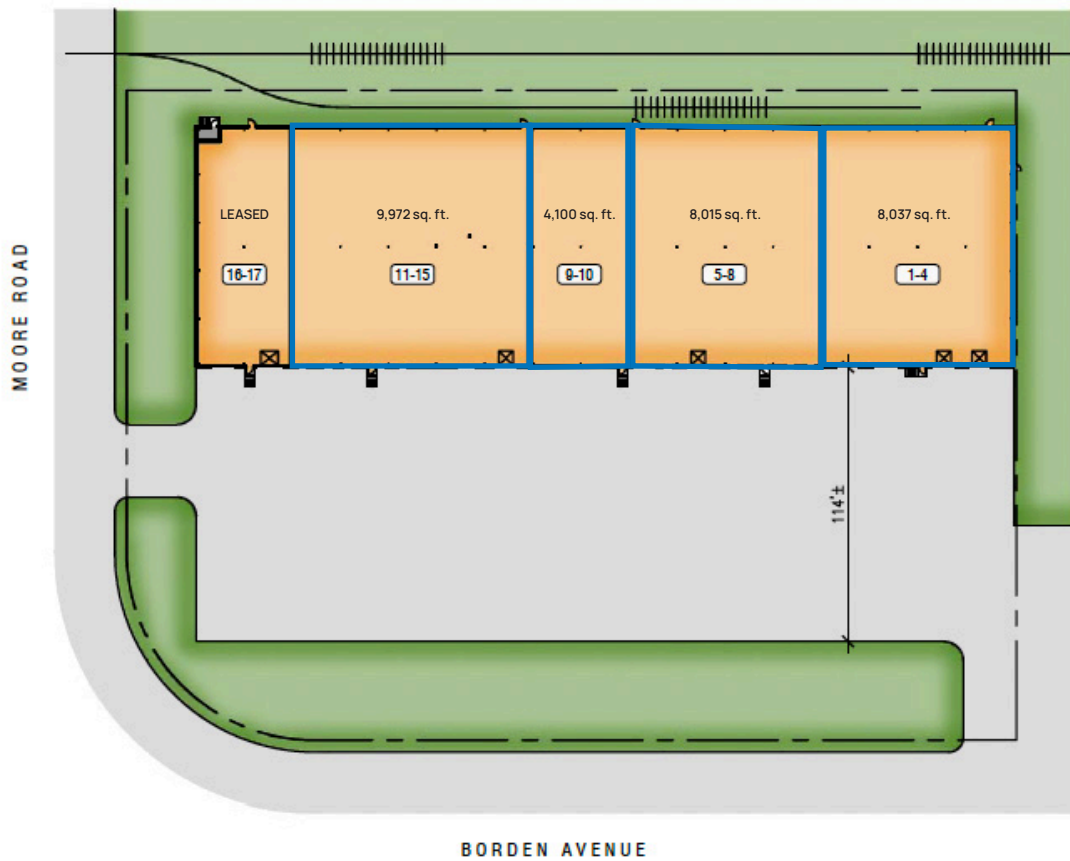 LEASED
9,972 sq. ft.
4,100 sq. ft.
8,015 sq. ft.
8,037 sq. ft.
16-17
11-15
9-10
5-8
1-4
MOORE ROAD
114'±
BORDEN AVENUE